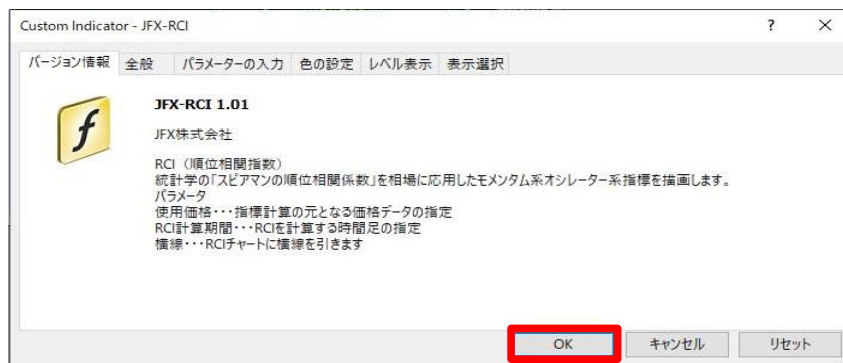 Custom Indicator - JFX-RCI
バージョン情報 全般 パラメーターの入力 色の設定 レベル表示 表示選択
JFX-RCI 1.01
JFX株式会社
RCI（順位相関指数）
統計学の「スピアマンの順位相関係数」を相場に応用したモメンタム系オシレーター系指標を描画します。
パラメータ
使用価格・・・指標計算の元となる価格データの指定
RCI計算期間・・・RCIを計算する時間足の指定
横線・・・RCIチャートに横線を引きます
OK キャンセル リセット